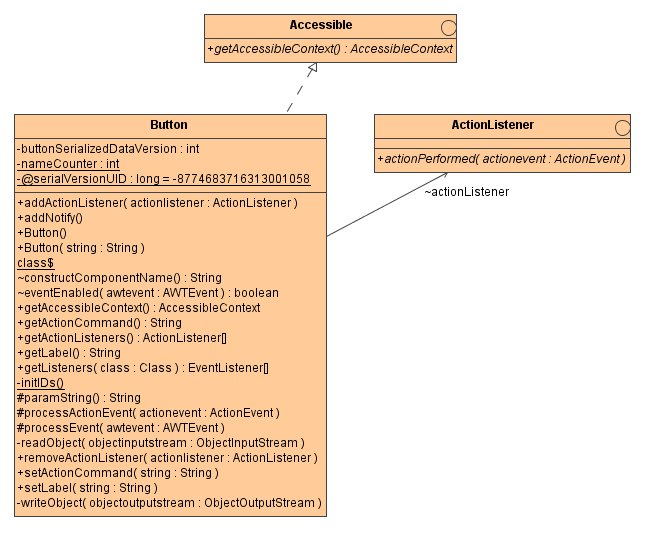 Accessible
+getAccessibleContext() : AccessibleContext
Button
-buttonSerializedDataVersion : int
-nameCounter : int
-@serialVersionUID : long = -8774683716313001058
+addActionListener( actionlistener : ActionListener )
+addNotify()
+Button()
+Button( string : String )
class$
~constructComponentName() : String
~eventEnabled( awtevent : AWTEvent ) : boolean
+getAccessibleContext() : AccessibleContext
+getActionCommand() : String
+getActionListeners() : ActionListener[]
+getLabel() : String
+getListeners( class : Class ) : EventListener[]
-initIDs()
#paramString() : String
#processActionEvent( actionevent : ActionEvent )
#processEvent( awtevent : AWTEvent )
-readObject( objectinputstream : ObjectInputStream )
+removeActionListener( actionlistener : ActionListener )
+setActionCommand( string : String )
+setLabel( string : String )
-writeObject( objectoutputstream : ObjectOutputStream )
ActionListener
+actionPerformed( actionevent : ActionEvent )
~actionListener